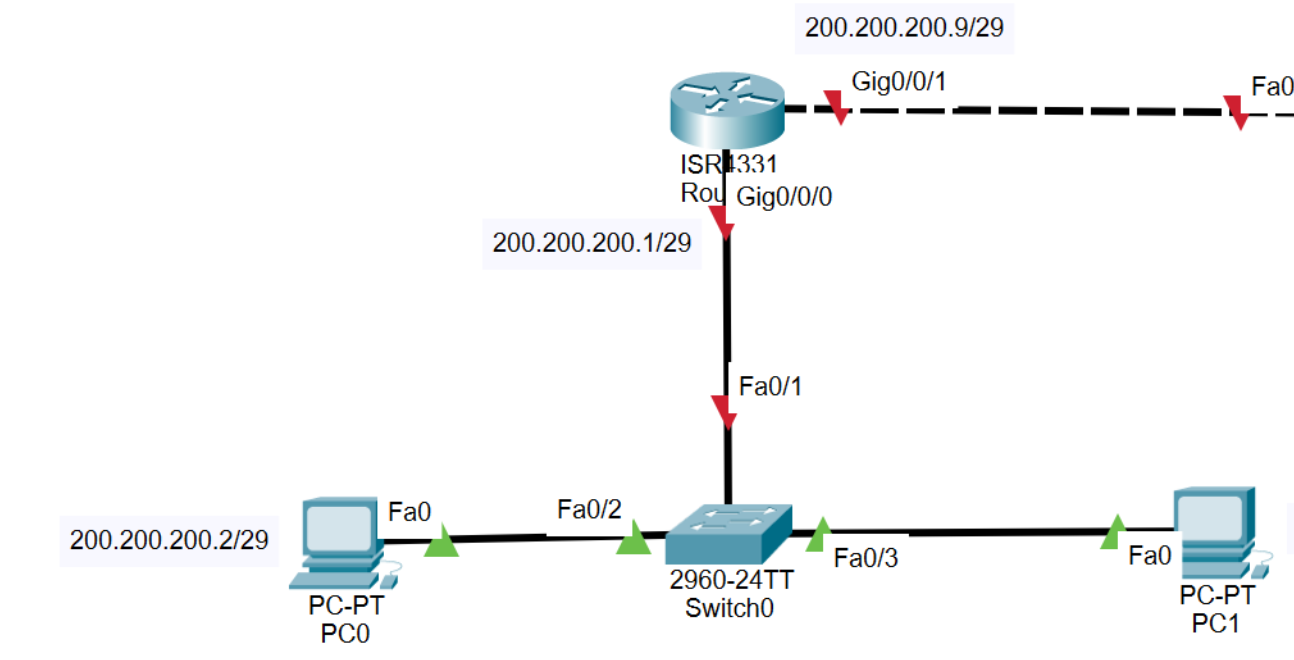 200.200.200.9/29
Gig0/0/1
Fa0
ISR4331
Rou
Gig0/0/0
200.200.200.1/29
Fa0/1
Fa0
Fa0/2
200.200.200.2/29
Fa0/3
Fa0
2960-24TT
Switch0
PC-PT
PC0
PC-PT
PC1